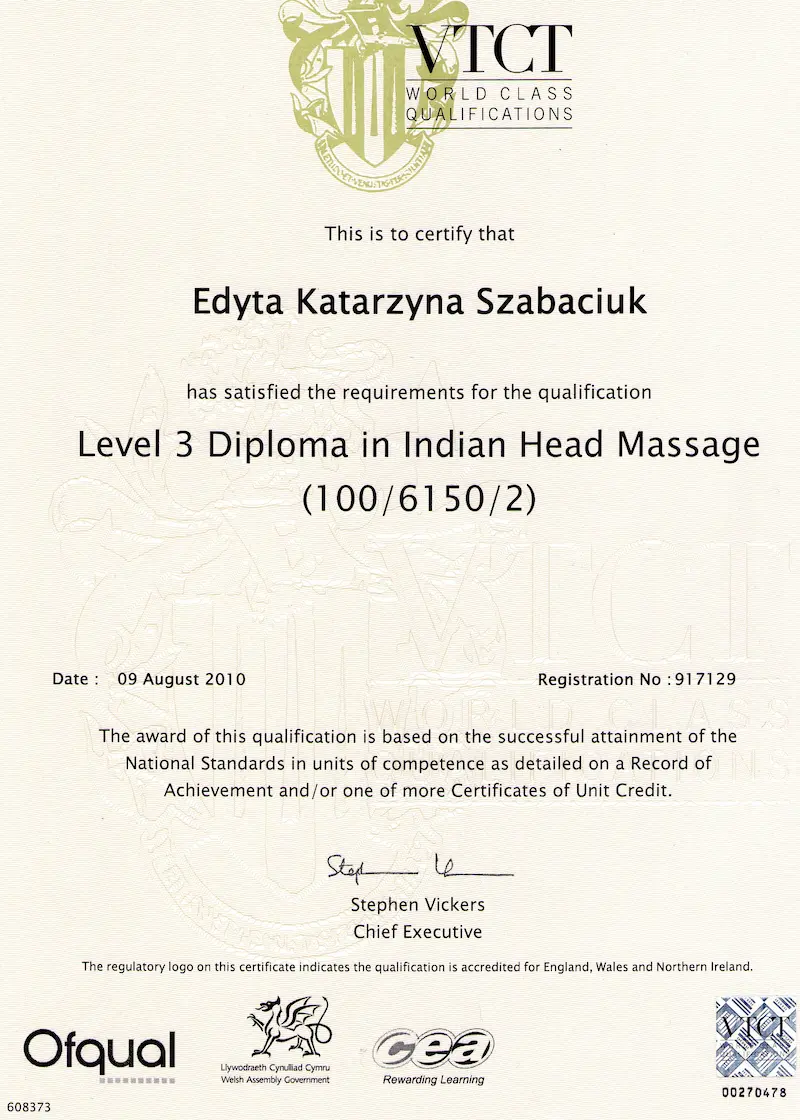 VTCT
WORLD CLASS
QUALIFICATIONS
This is to certify that
Edyta Katarzyna Szabaciuk
has satisfied the requirements for the qualification
Level 3 Diploma in Indian Head Massage
(100/6150/2)
VTCT
WORLD CLASS
QUALIFICATIONS
Date : 09 August 2010 Registration No : 917129
The award of this qualification is based on the successful attainment of the
National Standards in units of competence as detailed on a Record of
Achievement and/or one of more Certificates of Unit Credit.
Stephen Vickers
Chief Executive
The regulatory logo on this certificate indicates the qualification is accredited for England, Wales and Northern Ireland.
Ofqual
Llywodraeth Cynulliad Cymru
Welsh Assembly Government
cea
Rewarding Learning
VTCT
00270478
608373